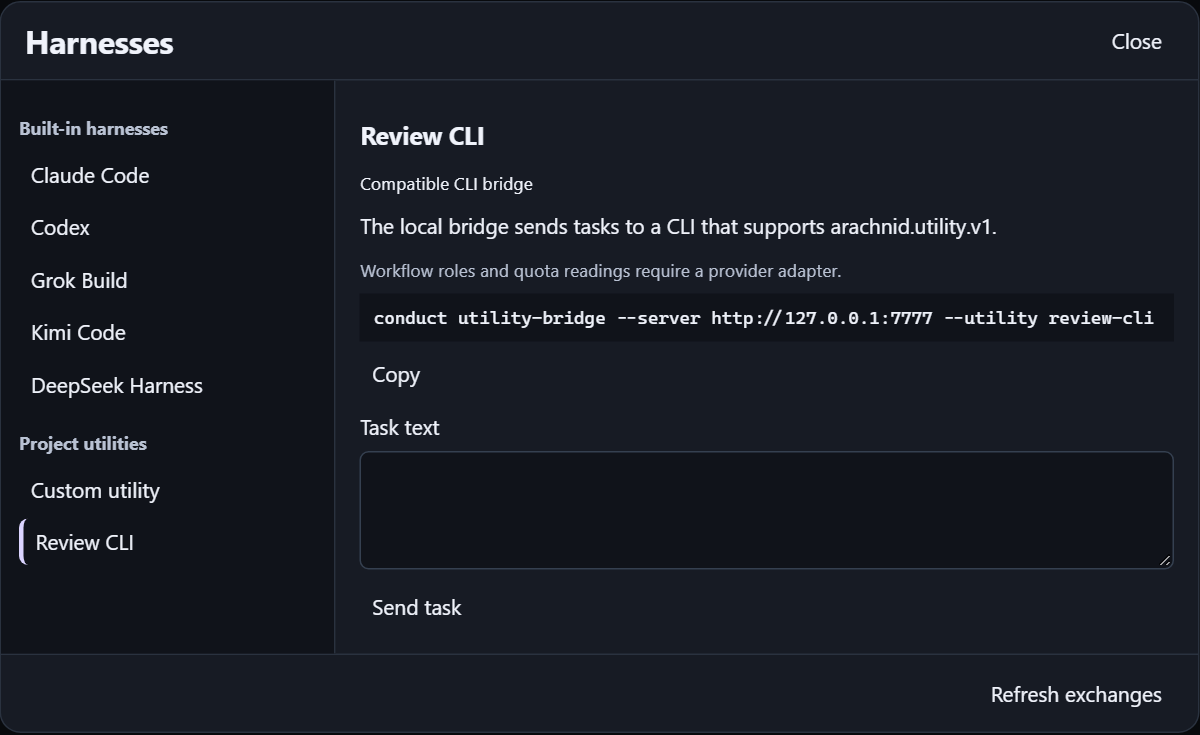 Harnesses
Close
Built-in harnesses
Claude Code
Codex
Grok Build
Kimi Code
DeepSeek Harness
Project utilities
Custom utility
Review CLI
Review CLI
Compatible CLI bridge
The local bridge sends tasks to a CLI that supports arachnid.utility.v1.
Workflow roles and quota readings require a provider adapter.
conduct utility-bridge --server http://127.0.0.1:7777 --utility review-cli
Copy
Task text
Send task
Refresh exchanges